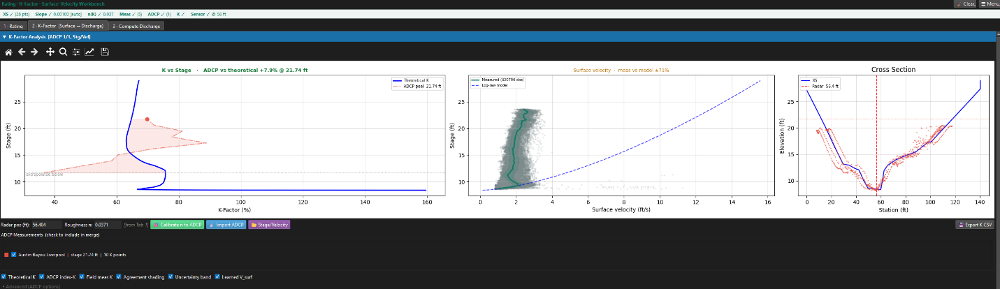 Rating · K-Factor · Surface-Velocity Workbench
Clear
Menu
XS ✓ (28 pts) Slope ✓ 0.00100 [auto] n(K) ✓ 0.037 Meas ✓ (5) ADCP ✓ (1) K ✓ Sensor ✓ @ 56 ft
1 · Rating
2 · K-Factor (Surface → Discharge)
3 · Compute Discharge
▼ K-Factor Analysis [ADCP 1/1, Stg/Vel]
K vs Stage · ADCP vs theoretical +7.9% @ 21.74 ft
Theoretical K
ADCP peel 21.74 ft
25
20
15
10
Stage (ft)
Extrapolated below
40 60 80 100 120 140 160
K-Factor (%)
Surface velocity · meas vs model ±71%
Measured (420796 obs)
Log-law model
25
20
15
10
Stage (ft)
0 2 4 6 8 10 12 14 16
Surface velocity (ft/s)
Cross Section
XS
Radar 56.4 ft
25
20
15
10
Elevation (ft)
0 20 40 60 80 100 120 140
Station (ft)
Radar pos (ft): 56.404 Roughness n: 0.0371 [from Tab 1] Calibrate n to ADCP Import ADCP Stage/Velocity
Export K CSV
ADCP Measurements (check to include in merge)
Austin Bayou Liverpool | stage 21.74 ft | 10 K points
Theoretical K ADCP index-K Field meas K Agreement shading Uncertainty band Learned V_surf
Advanced (ADCP options)